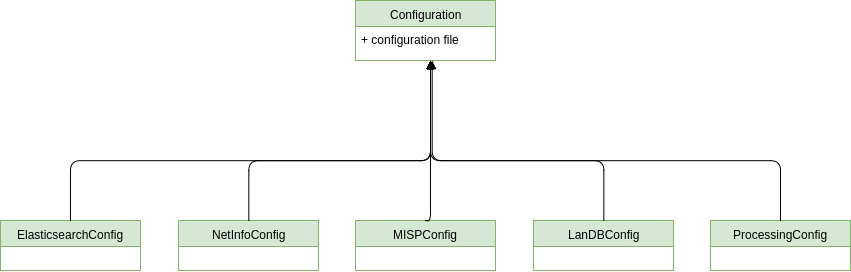 Configuration
+ configuration file
ElasticsearchConfig
NetInfoConfig
MISPConfig
LanDBConfig
ProcessingConfig